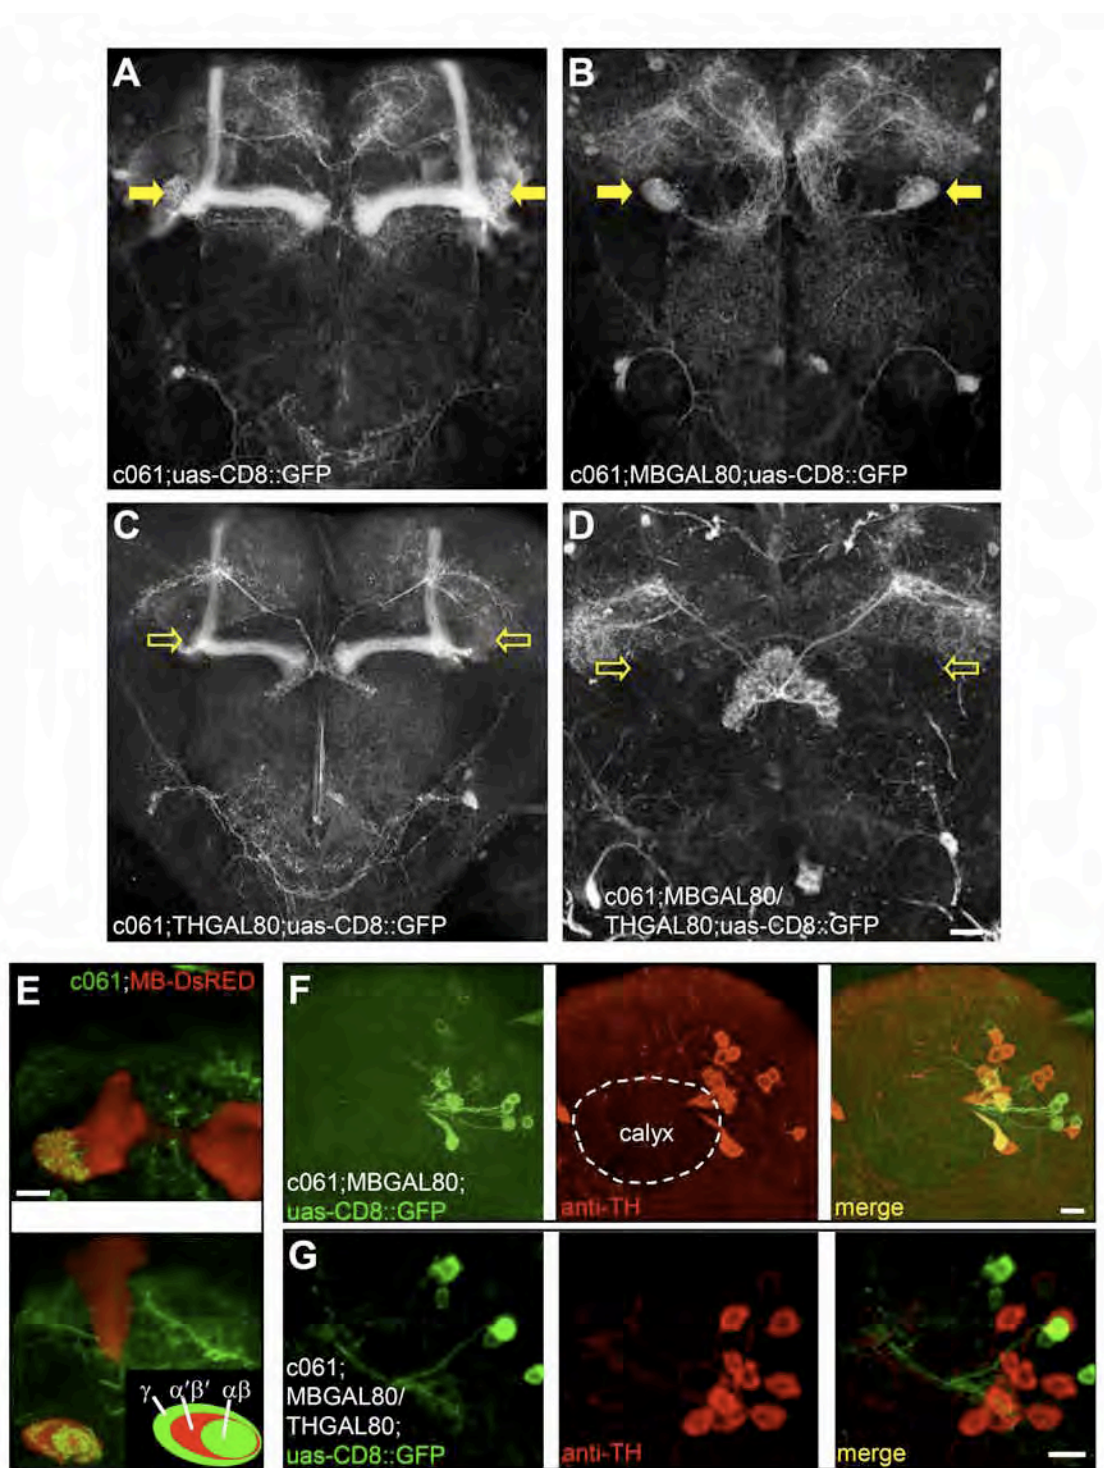 A
c061;uas-CD8::GFP
B
c061;MBGAL80;uas-CD8::GFP
C
c061;THGAL80;uas-CD8::GFP
D
c061;MBGAL80/
THGAL80;uas-CD8::GFP
E
c061;MB-DsRED
γ α'β' αβ
F
c061;MBGAL80;
uas-CD8::GFP
calyx
anti-TH
merge
G
c061;
MBGAL80/
THGAL80;
uas-CD8::GFP
anti-TH
merge